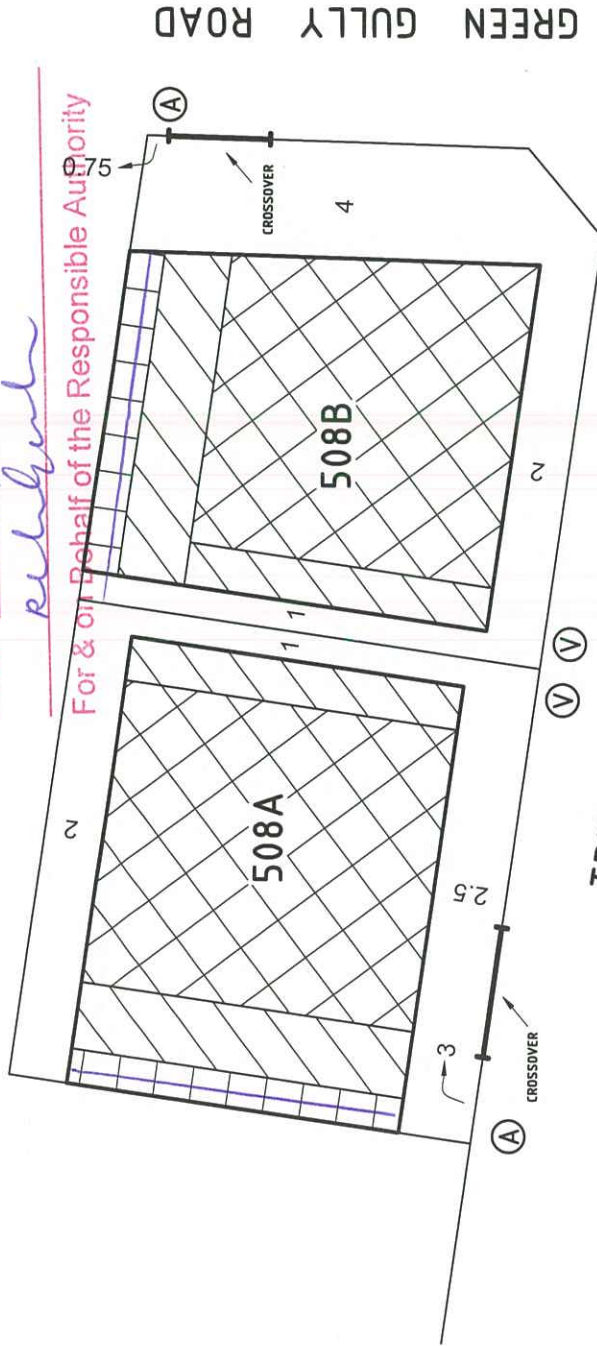 GREEN GULLY ROAD
For & on Behalf of the Responsible Authority
0.75
A
CROSSOVER
4
508B
2
1
1
2
508A
2.5
V V
3
CROSSOVER
A